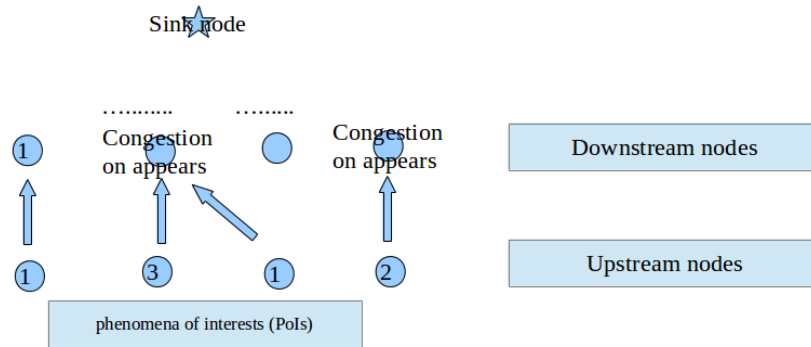 Sink node
............ .........
Congestion
on appears
Congestion
on appears
1
Downstream nodes
1
3
1
2
Upstream nodes
phenomena of interests (PoIs)